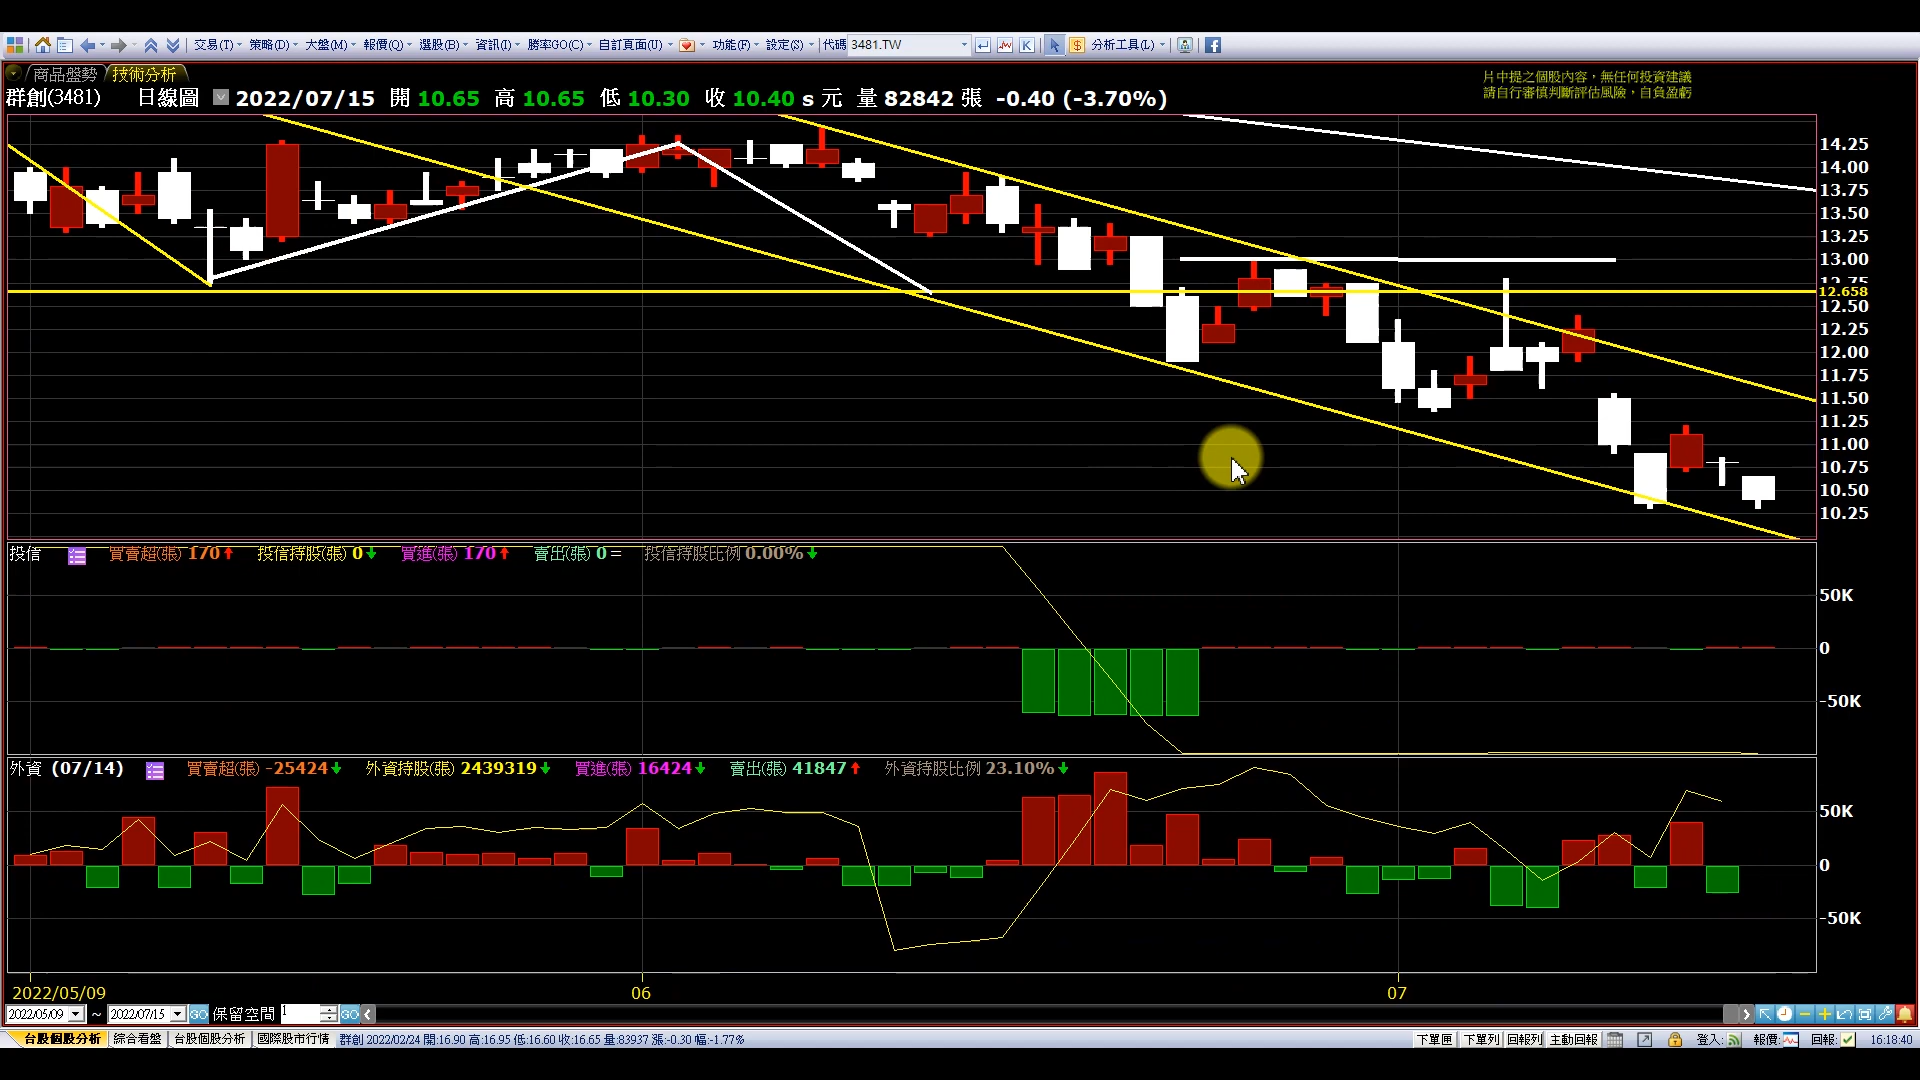 交易(T) 策略(D) 大盤(M) 報價(Q) 選股(B) 資訊(I) 勝率GO(C) 自訂頁面(U) 功能(F) 設定(S) 代碼 3481.TW K $ 分析工具(L)
商品盤勢 技術分析
片中提之個股內容，無任何投資建議
請自行審慎判斷評估風險，自負盈虧
群創(3481) 日線圖 2022/07/15 開 10.65 高 10.65 低 10.30 收 10.40 s 元 量 82842 張 -0.40 (-3.70%)
14.25
14.00
13.75
13.50
13.25
13.00
12.75
12.658
12.50
12.25
12.00
11.75
11.50
11.25
11.00
10.75
10.50
10.25
投信 買賣超(張) 170 投信持股(張) 0 買進(張) 170 賣出(張) 0 = 投信持股比例 0.00%
50K
0
-50K
外資 (07/14) 買賣超(張) -25424 外資持股(張) 2439319 買進(張) 16424 賣出(張) 41847 外資持股比例 23.10%
50K
0
-50K
2022/05/09 06 07
2022/05/09 ~ 2022/07/15 GO 保留空間 1 GO
台股個股分析 綜合看盤 台股個股分析 國際股市行情 群創 2022/02/24 開:16.90 高:16.95 低:16.60 收:16.65 量:83937 漲:-0.30 幅:-1.77% 下單匣 下單列 回報列 主動回報 登入: 報價: 回報: 16:18:40